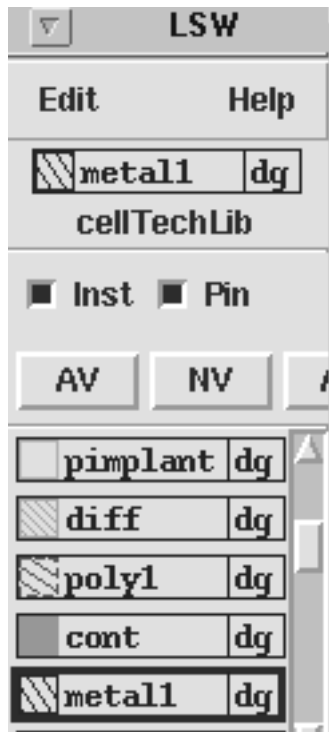 LSW
Edit Help
metal1 dg
cellTechLib
Inst Pin
AV NV
pimplant dg
diff dg
poly1 dg
cont dg
metal1 dg